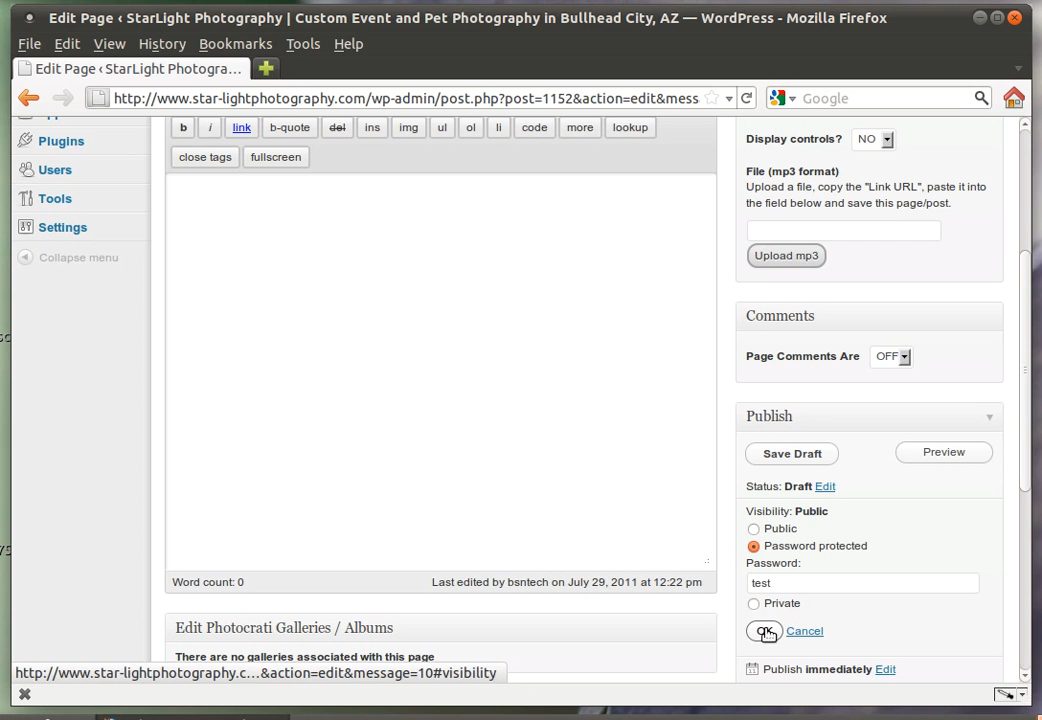 Edit Page ‹ StarLight Photography | Custom Event and Pet Photography in Bullhead City, AZ — WordPress - Mozilla Firefox
File Edit View History Bookmarks Tools Help
Edit Page ‹ StarLight Photogra...
http://www.star-lightphotography.com/wp-admin/post.php?post=1152&action=edit&mess
Google
Plugins
Users
Tools
Settings
Collapse menu
b i link b-quote del ins img ul ol li code more lookup
close tags fullscreen
Word count: 0 Last edited by bsntech on July 29, 2011 at 12:22 pm
Edit Photocrati Galleries / Albums
There are no galleries associated with this page
Display controls? NO
File (mp3 format)
Upload a file, copy the "Link URL", paste it into
the field below and save this page/post.
Upload mp3
Comments
Page Comments Are OFF
Publish
Save Draft Preview
Status: Draft Edit
Visibility: Public
Public
Password protected
Password:
test
Private
OK Cancel
Publish immediately Edit
http://www.star-lightphotography.c...&action=edit&message=10#visibility